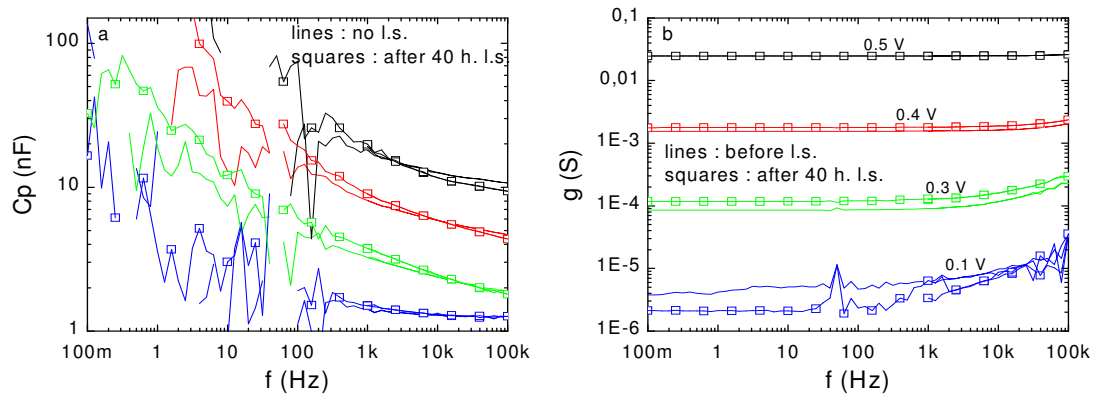 a
lines : no l.s.
squares : after 40 h. l.s
100
10
1
Cp (nF)
100m
1
10
100
1k
10k
100k
f (Hz)
b
0,1
0,01
1E-3
1E-4
1E-5
1E-6
g (S)
0.5 V
0.4 V
lines : before l.s.
squares : after 40 h. l.s.
0.3 V
0.1 V
100m
1
10
100
1k
10k
100k
f (Hz)